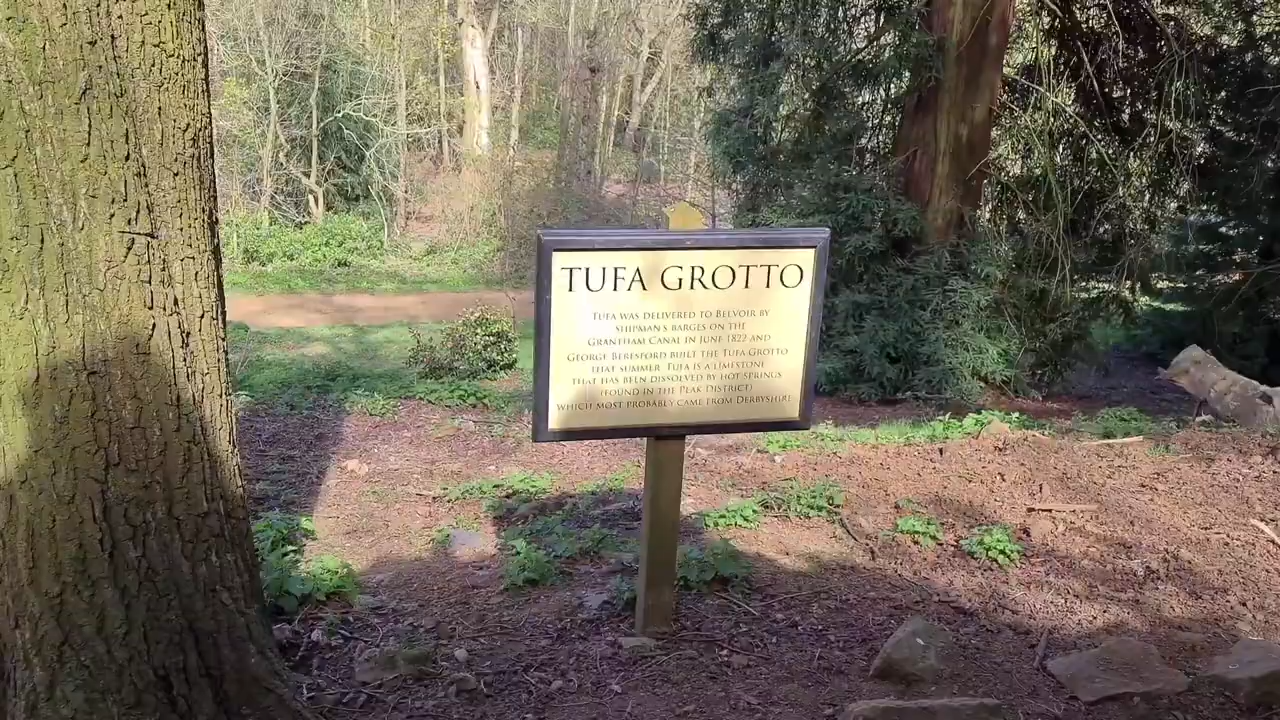 TUFA GROTTO
TUFA WAS DELIVERED TO BELVOIR BY
SHIPMAN'S BARGES ON THE
GRANTHAM CANAL IN JUNE 1822 AND
GEORGE BERESFORD BUILT THE TUFA GROTTO
THAT SUMMER. TUFA IS A LIMESTONE
THAT HAS BEEN DISSOLVED BY HOT SPRINGS
(FOUND IN THE PEAK DISTRICT)
WHICH MOST PROBABLY CAME FROM DERBYSHIRE